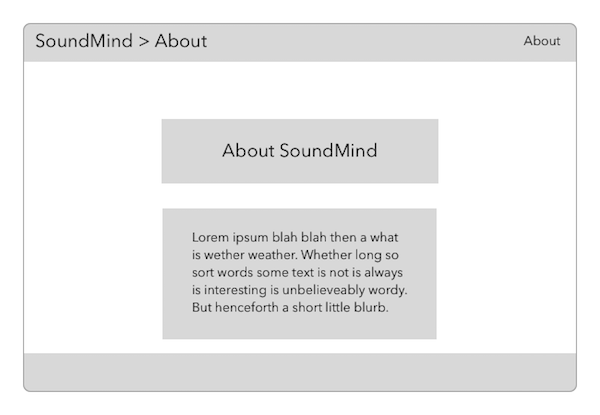 SoundMind > About
About
About SoundMind
Lorem ipsum blah blah then a what
is wether weather. Whether long so
sort words some text is not is always
is interesting is unbelieveably wordy.
But henceforth a short little blurb.